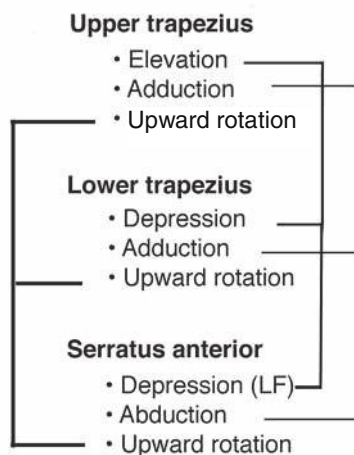 Upper trapezius
• Elevation
• Adduction
• Upward rotation
Lower trapezius
• Depression
• Adduction
• Upward rotation
Serratus anterior
• Depression (LF)
• Abduction
• Upward rotation